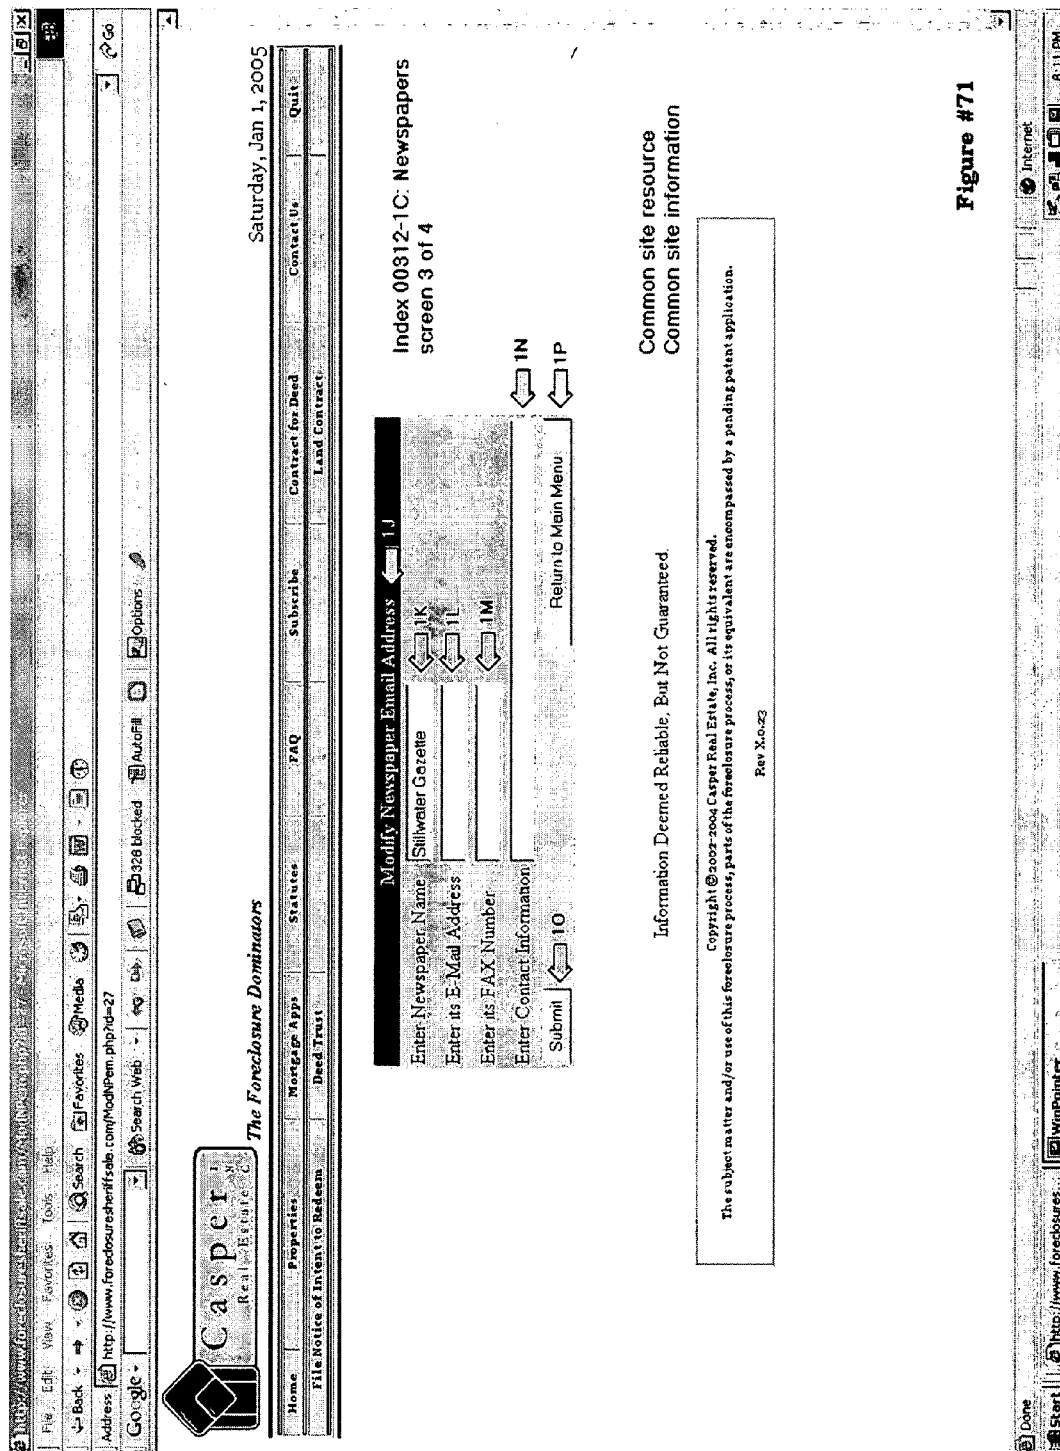 File Edit View Favorites Tools Help
Back Search Favorites Media
Address http://www.foreclosuresheriffsale.com/ModNPem.php?id=27 Go
Google Search Web 328 blocked AutoFill Options
Casper
Real Estate
INC
The Foreclosure Dominators
Saturday, Jan 1, 2005
Home Properties Mortgage Apps Statutes FAQ Subscribe Contract for Deed Contact Us Quit
File Notice of Intent to Redeem Deed Trust Land Contract
Index 00312-1C: Newspapers
screen 3 of 4
Modify Newspaper Email Address 1J
Enter Newspaper Name Stillwater Gazette 1K
Enter its E-Mail Address 1L
Enter its FAX Number 1M
Enter Contact Information 1N
Submit 1O Return to Main Menu 1P
Information Deemed Reliable, But Not Guaranteed.
Common site resource
Common site information
Copyright ©2002-2004 Casper Real Estate, Inc. All rights reserved.
The subject matter and/or use of this foreclosure process, parts of the foreclosure process, or its equivalent are encompassed by a pending patent application.
Rev X.0.23
Figure #71
Done Internet
Start http://www.foreclosures... WinPointer 8:11 PM